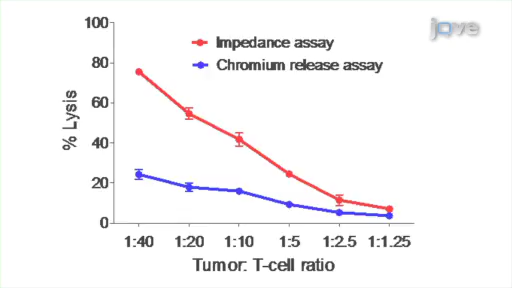 jove
Impedance assay
Chromium release assay
% Lysis
100
80
60
40
20
0
1:40 1:20 1:10 1:5 1:2.5 1:1.25
Tumor: T-cell ratio